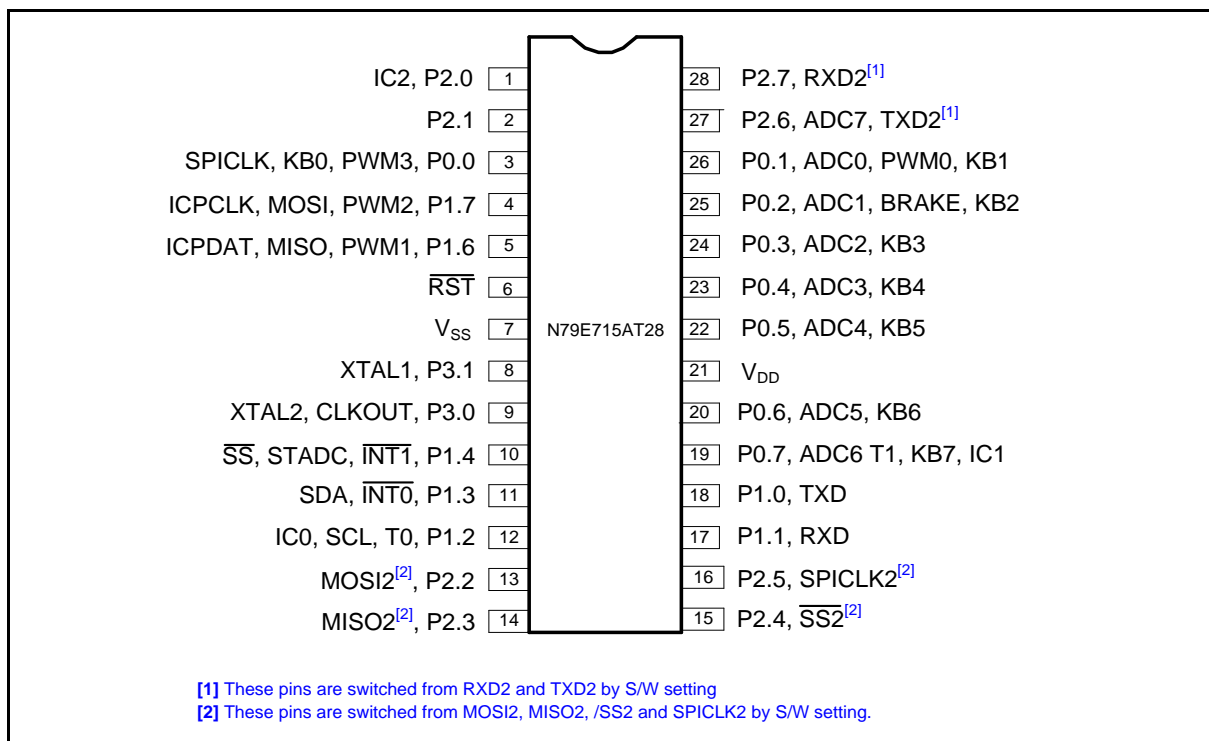 IC2, P2.0 1 28 P2.7, RXD2[1]
P2.1 2 27 P2.6, ADC7, TXD2[1]
SPICLK, KB0, PWM3, P0.0 3 26 P0.1, ADC0, PWM0, KB1
ICPCLK, MOSI, PWM2, P1.7 4 25 P0.2, ADC1, BRAKE, KB2
ICPDAT, MISO, PWM1, P1.6 5 24 P0.3, ADC2, KB3
R̅S̅T̅ 6 23 P0.4, ADC3, KB4
VSS 7 N79E715AT28 22 P0.5, ADC4, KB5
XTAL1, P3.1 8 21 VDD
XTAL2, CLKOUT, P3.0 9 20 P0.6, ADC5, KB6
S̅S̅, STADC, I̅N̅T̅1̅, P1.4 10 19 P0.7, ADC6 T1, KB7, IC1
SDA, I̅N̅T̅0̅, P1.3 11 18 P1.0, TXD
IC0, SCL, T0, P1.2 12 17 P1.1, RXD
MOSI2[2], P2.2 13 16 P2.5, SPICLK2[2]
MISO2[2], P2.3 14 15 P2.4, S̅S̅2̅[2]
[1] These pins are switched from RXD2 and TXD2 by S/W setting
[2] These pins are switched from MOSI2, MISO2, /SS2 and SPICLK2 by S/W setting.